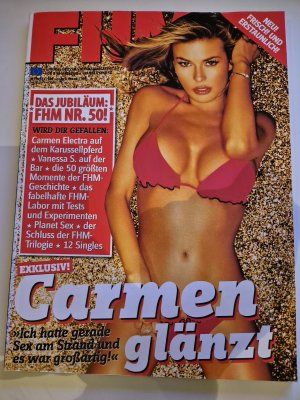 FHM
NEU!
FRISCH! UND
ERSTAUNLICH!
DAS JUBILÄUM:
FHM NR. 50!
WIRD DIR GEFALLEN:
Carmen Electra auf
dem Karussellpferd
★ Vanessa S. auf der
Bar ★ die 50 größten
Momente der FHM-
Geschichte ★ das
fabelhafte FHM-
Labor mit Tests
und Experimenten
★ Planet Sex ★ der
Schluss der FHM-
Trilogie ★ 12 Singles
EXKLUSIV!
Carmen
glänzt
»Ich hatte gerade
Sex am Strand und
es war großartig!«